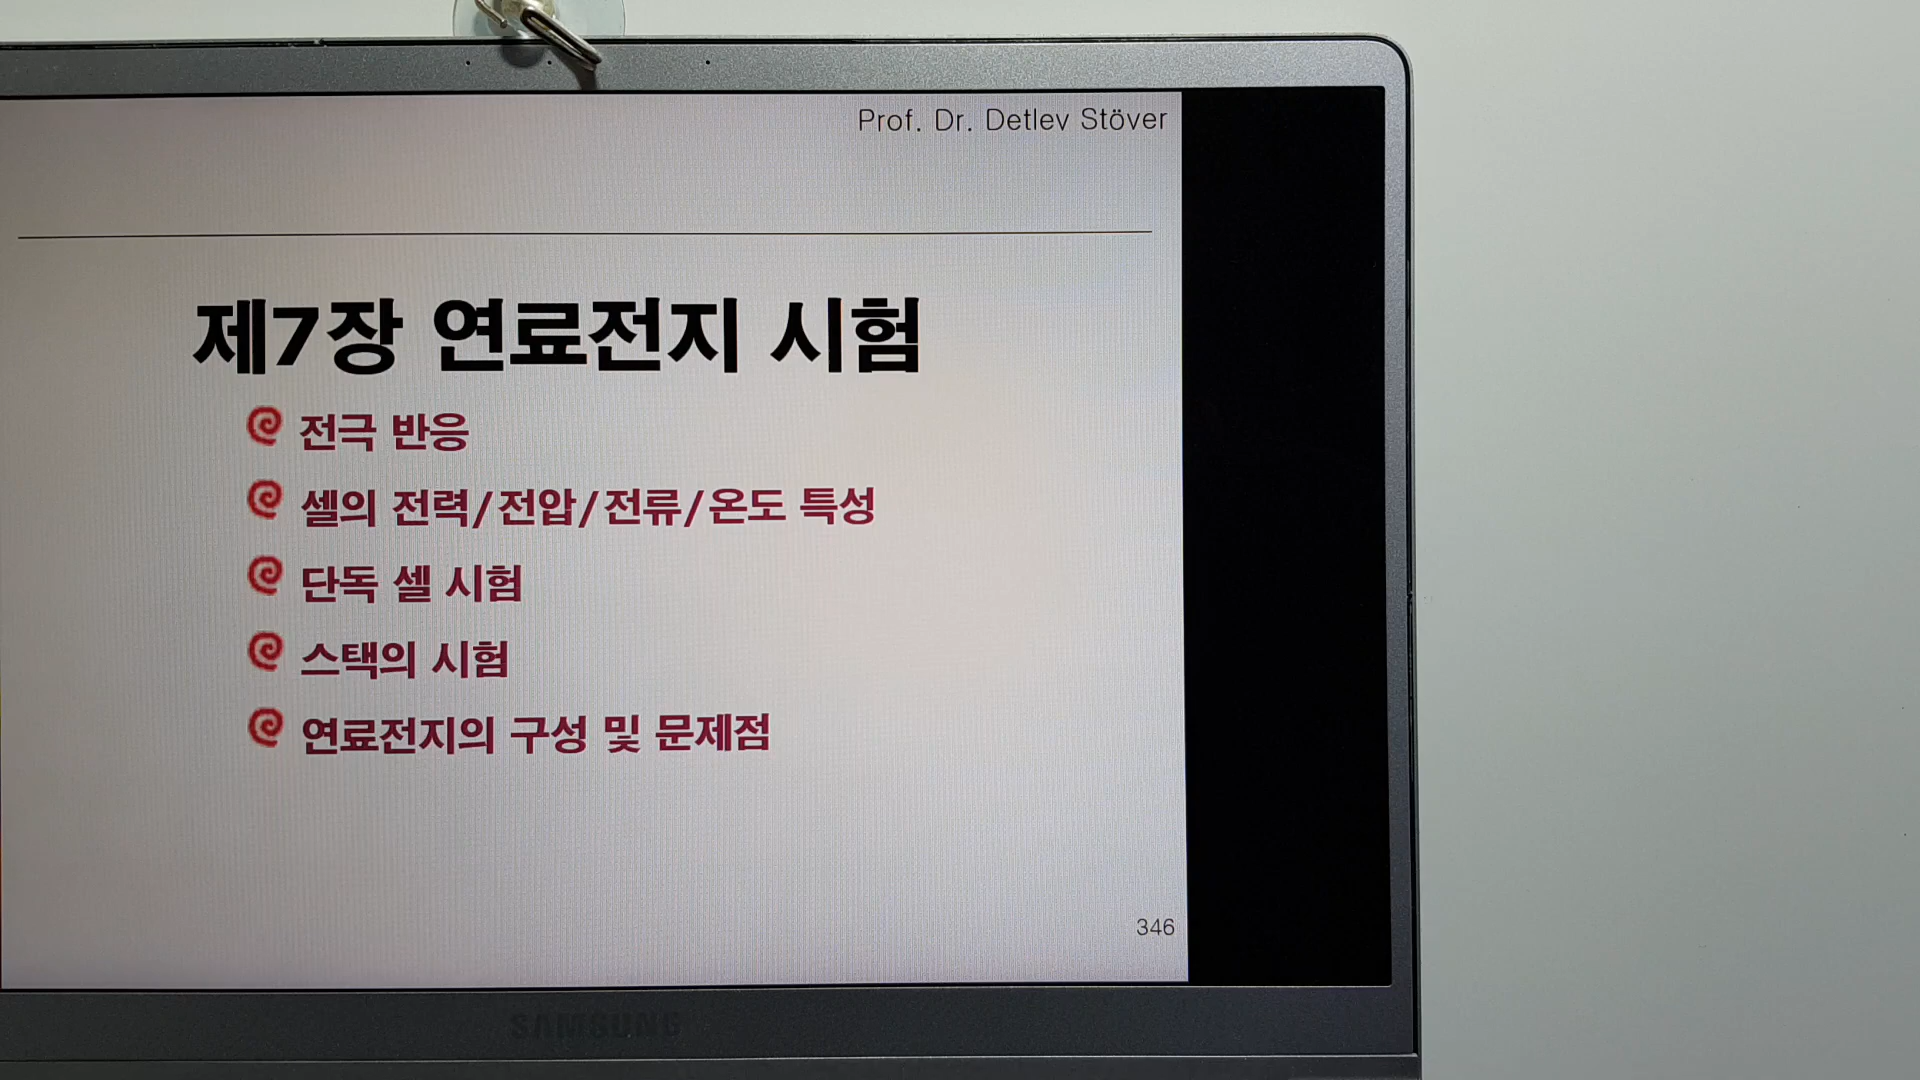 Prof. Dr. Detlev Stöver
제7장 연료전지 시험
전극 반응
셀의 전력/전압/전류/온도 특성
단독 셀 시험
스택의 시험
연료전지의 구성 및 문제점
346
SAMSUNG